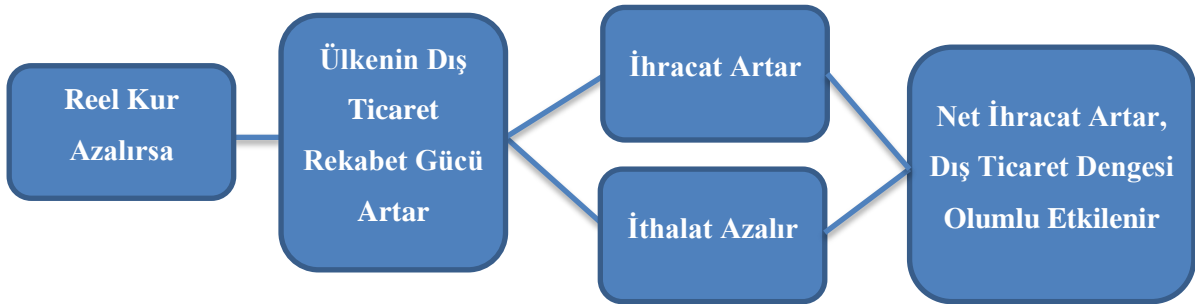 Reel Kur
Azalırsa
Ülkenin Dış
Ticaret
Rekabet Gücü
Artar
İhracat Artar
İthalat Azalır
Net İhracat Artar,
Dış Ticaret Dengesi
Olumlu Etkilenir